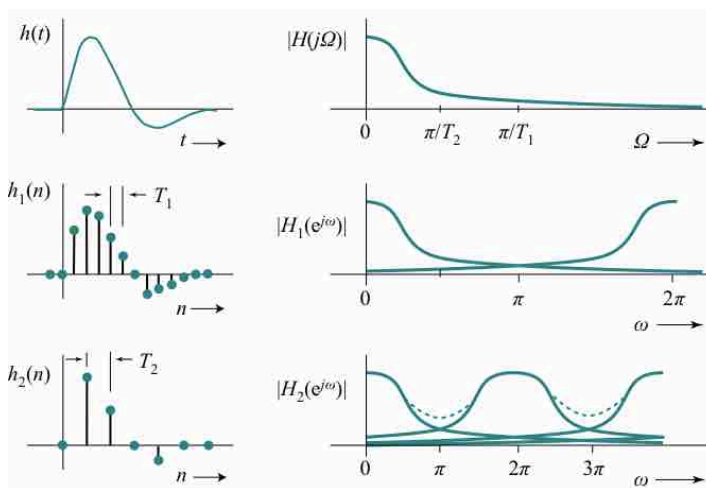 h(t)
t
|H(jΩ)|
0
π/T₂
π/T₁
Ω
h₁(n)
T₁
n
|H₁(e^{jω})|
0
π
2π
ω
h₂(n)
T₂
n
|H₂(e^{jω})|
0
π
2π
3π
ω